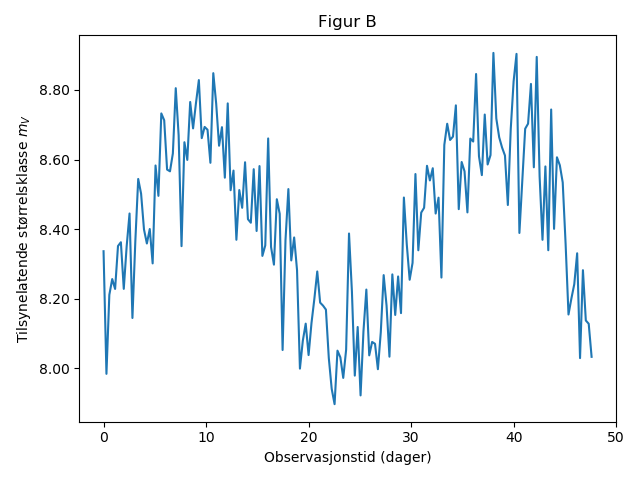 Figur B
Tilsynelatende størrelsklasse $m_V$
8.80
8.60
8.40
8.20
8.00
0 10 20 30 40 50
Observasjonstid (dager)